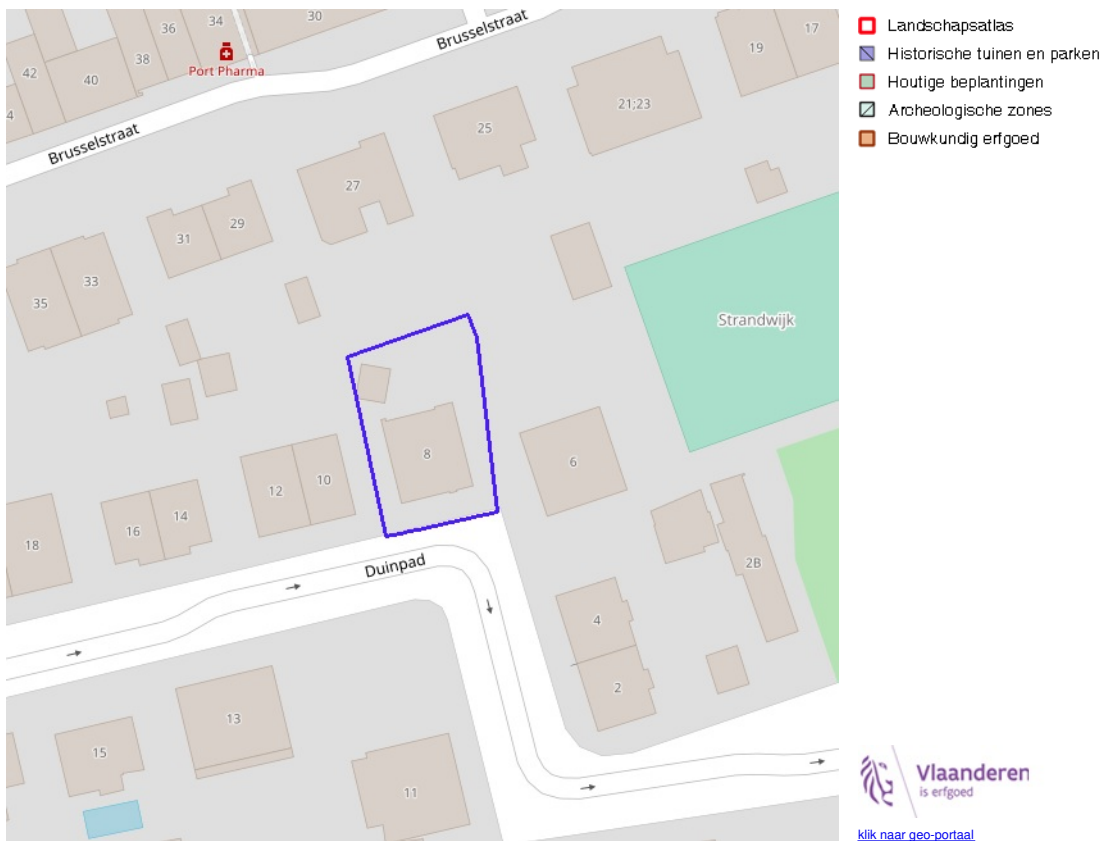 Brusselstraat
30
34
36
38
40
42
4
Port Pharma
17
19
21;23
25
Brusselstraat
27
29
31
33
35
Strandwijk
8
6
10
12
14
16
18
2B
Duinpad
4
2
13
15
11
Landschapsatlas
Historische tuinen en parken
Houtige beplantingen
Archeologische zones
Bouwkundig erfgoed
Vlaanderen
is erfgoed
klik naar geo-portaal